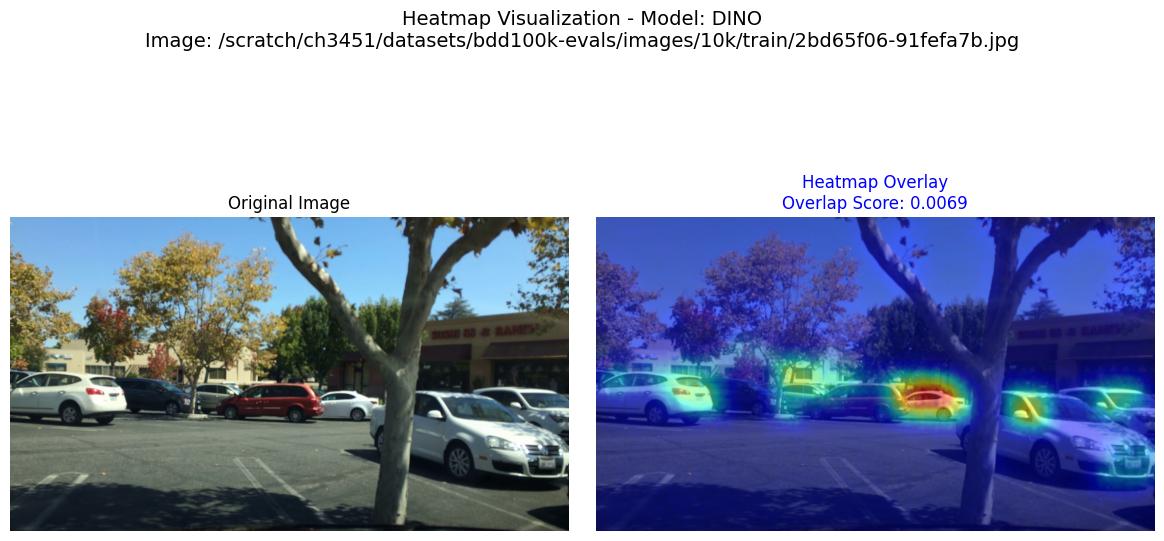 Heatmap Visualization - Model: DINO
Image: /scratch/ch3451/datasets/bdd100k-evals/images/10k/train/2bd65f06-91fefa7b.jpg
Original Image
Heatmap Overlay
Overlap Score: 0.0069